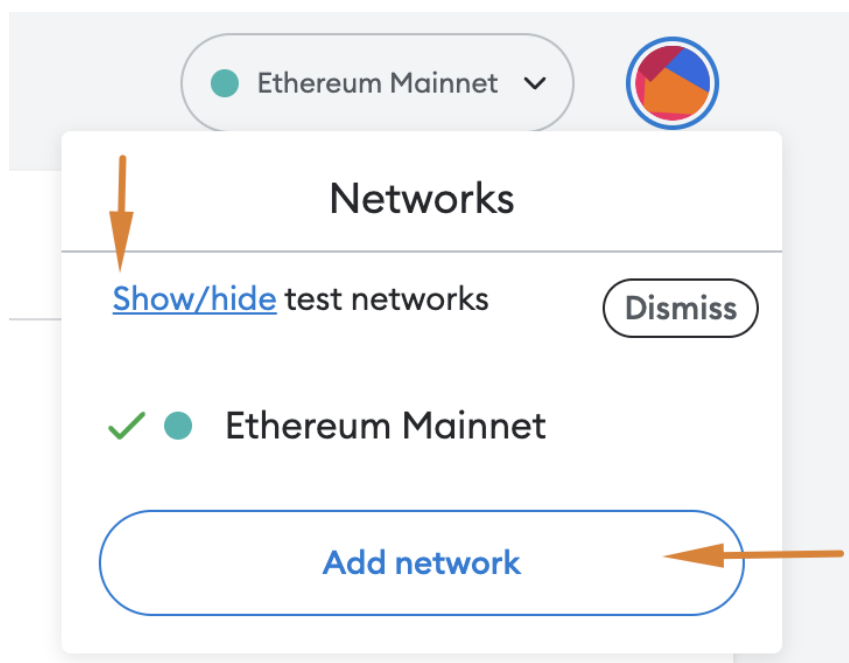 Ethereum Mainnet
Networks
Show/hide test networks
Dismiss
Ethereum Mainnet
Add network